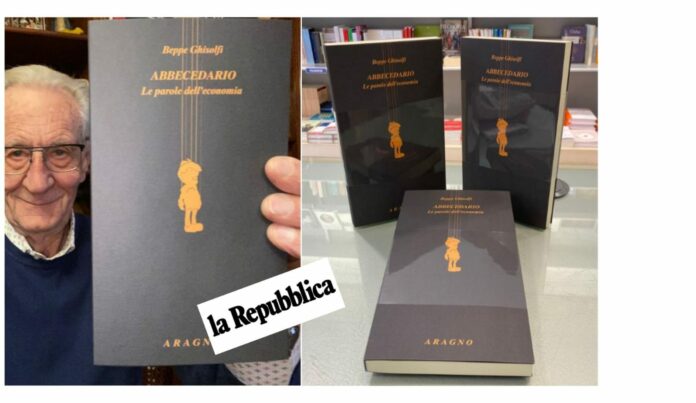 Beppe Ghisolfi
ABBECEDARIO
Le parole dell'economia
la Repubblica
ARAGNO
Beppe Ghisolfi
ABBECEDARIO
Le parole dell'economia
ARAGNO
Beppe Ghisolfi
ABBECEDARIO
Le parole dell'economia
Beppe Ghisolfi
ABBECEDARIO
Le parole dell'economia
ARAGNO